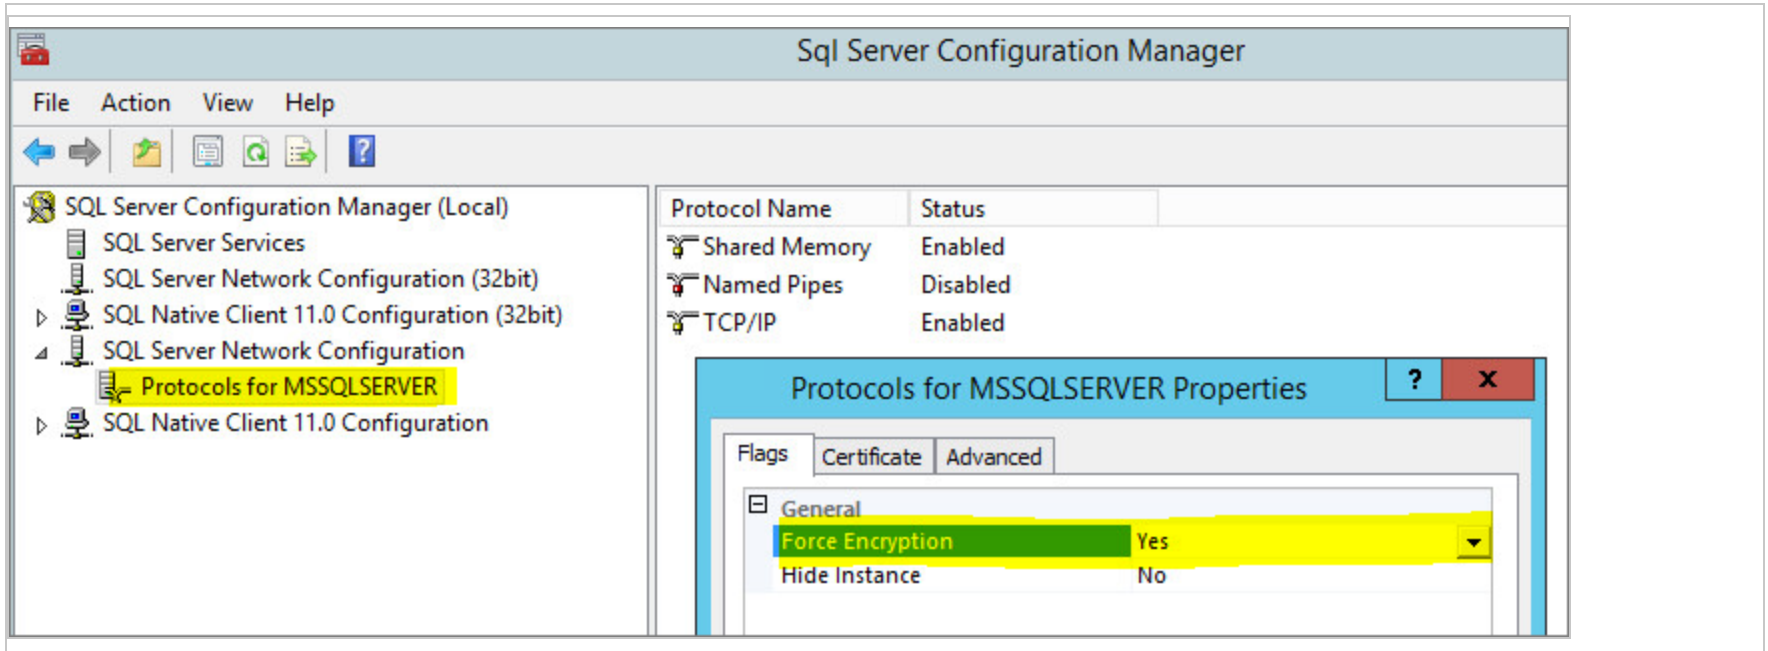 Sql Server Configuration Manager
File Action View Help
SQL Server Configuration Manager (Local)
SQL Server Services
SQL Server Network Configuration (32bit)
SQL Native Client 11.0 Configuration (32bit)
SQL Server Network Configuration
Protocols for MSSQLSERVER
SQL Native Client 11.0 Configuration
Protocol Name Status
Shared Memory Enabled
Named Pipes Disabled
TCP/IP Enabled
Protocols for MSSQLSERVER Properties ? x
Flags Certificate Advanced
General
Force Encryption Yes
Hide Instance No